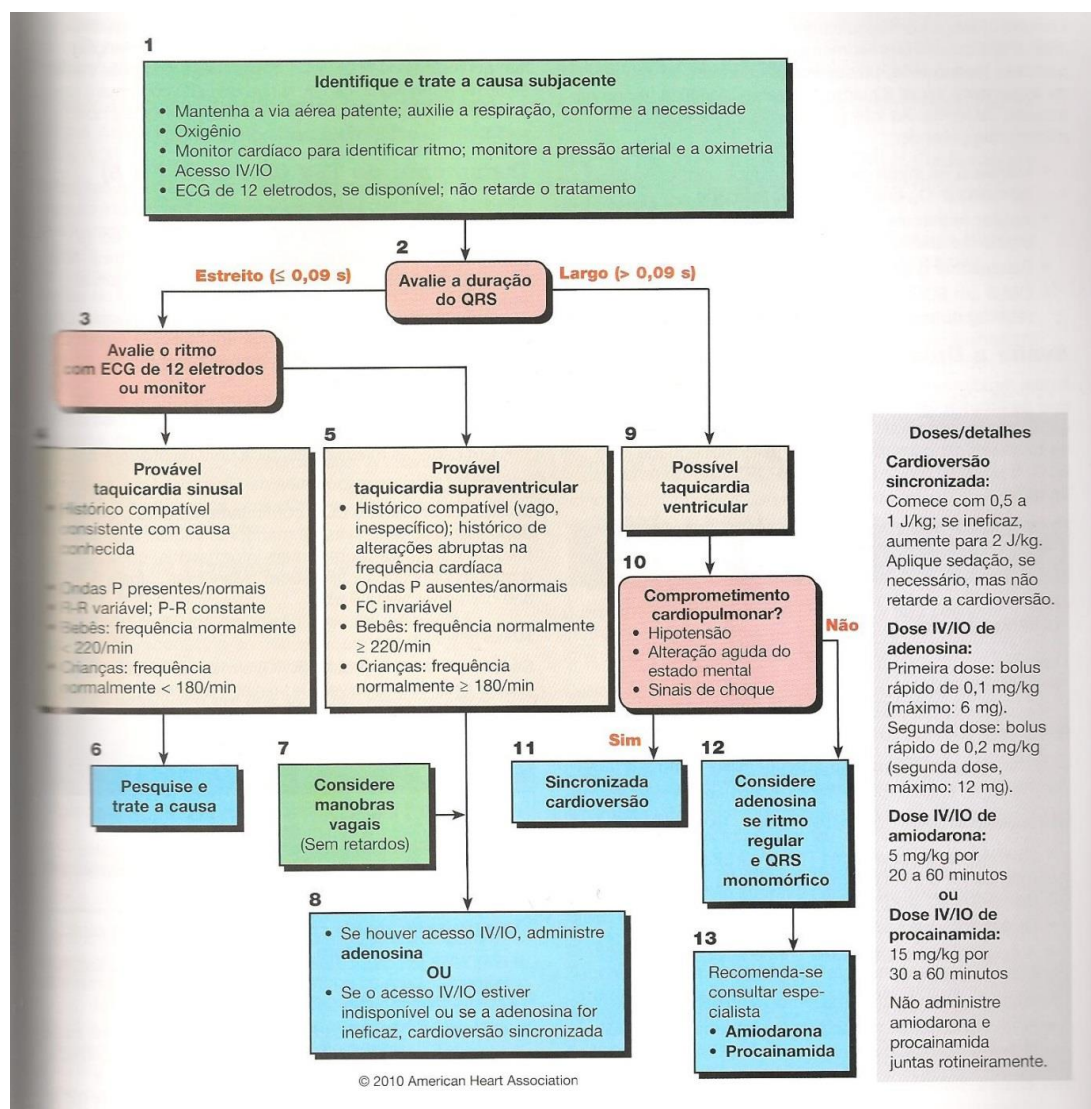 1
Identifique e trate a causa subjacente
• Mantenha a via aérea patente; auxilie a respiração, conforme a necessidade
• Oxigênio
• Monitor cardíaco para identificar ritmo; monitore a pressão arterial e a oximetria
• Acesso IV/IO
• ECG de 12 eletrodos, se disponível; não retarde o tratamento
2
Avalie a duração
do QRS
Estreito (≤ 0,09 s)
Largo (> 0,09 s)
3
Avalie o ritmo
com ECG de 12 eletrodos
ou monitor
4
Provável
taquicardia sinusal
• Histórico compatível
consistente com causa
conhecida
• Ondas P presentes/normais
• R-R variável; P-R constante
• Bebês: frequência normalmente
< 220/min
• Crianças: frequência
normalmente < 180/min
5
Provável
taquicardia supraventricular
• Histórico compatível (vago,
inespecífico); histórico de
alterações abruptas na
frequência cardíaca
• Ondas P ausentes/anormais
• FC invariável
• Bebês: frequência normalmente
≥ 220/min
• Crianças: frequência
normalmente ≥ 180/min
6
Pesquise e
trate a causa
7
Considere
manobras
vagais
(Sem retardos)
8
• Se houver acesso IV/IO, administre
adenosina
OU
• Se o acesso IV/IO estiver
indisponível ou se a adenosina for
ineficaz, cardioversão sincronizada
9
Possível
taquicardia
ventricular
10
Comprometimento
cardiopulmonar?
• Hipotensão
• Alteração aguda do
estado mental
• Sinais de choque
Não
Sim
11
Sincronizada
cardioversão
12
Considere
adenosina
se ritmo
regular
e QRS
monomórfico
13
Recomenda-se
consultar espe-
cialista
• Amiodarona
• Procainamida
Doses/detalhes
Cardioversão
sincronizada:
Comece com 0,5 a
1 J/kg; se ineficaz,
aumente para 2 J/kg.
Aplique sedação, se
necessário, mas não
retarde a cardioversão.
Dose IV/IO de
adenosina:
Primeira dose: bolus
rápido de 0,1 mg/kg
(máximo: 6 mg).
Segunda dose: bolus
rápido de 0,2 mg/kg
(segunda dose,
máximo: 12 mg).
Dose IV/IO de
amiodarona:
5 mg/kg por
20 a 60 minutos
ou
Dose IV/IO de
procainamida:
15 mg/kg por
30 a 60 minutos
Não administre
amiodarona e
procainamida
juntas rotineiramente.
© 2010 American Heart Association